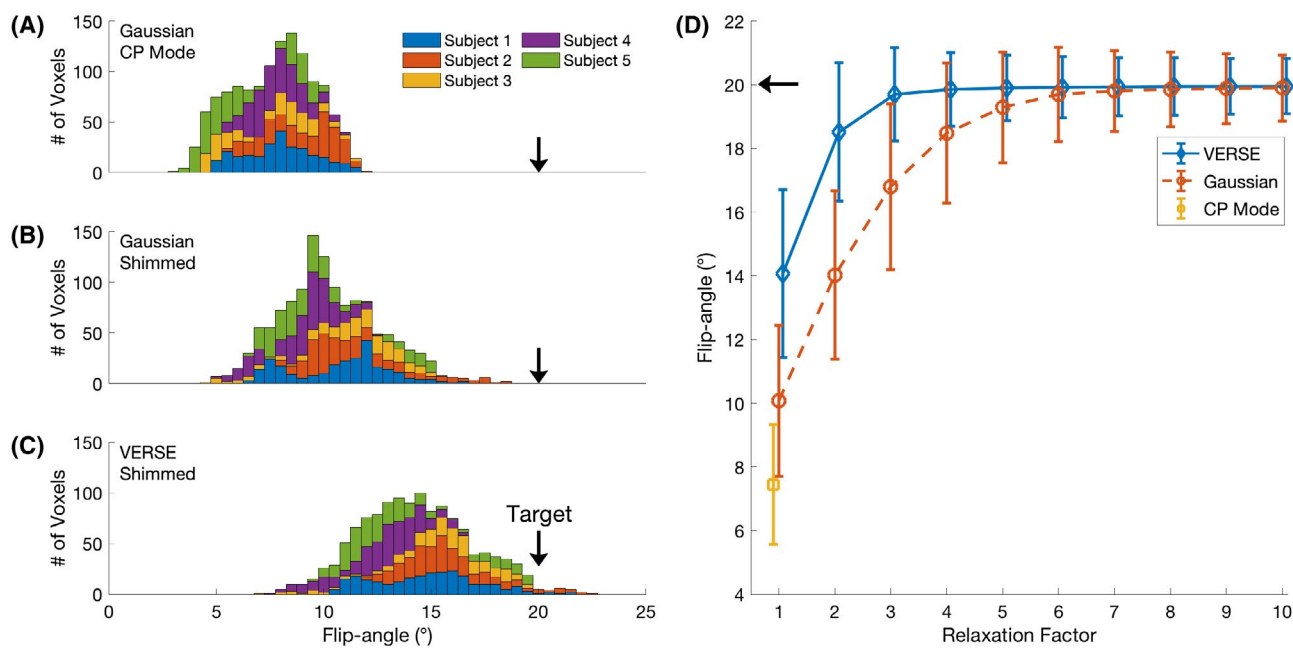 (A)
Gaussian
CP Mode
# of Voxels
150
100
50
0
Subject 1
Subject 2
Subject 3
Subject 4
Subject 5
(B)
Gaussian
Shimmed
# of Voxels
150
100
50
0
(C)
VERSE
Shimmed
# of Voxels
150
100
50
0
Target
0 5 10 15 20 25
Flip-angle (°)
(D)
Flip-angle (°)
22
20
18
16
14
12
10
8
6
4
VERSE
Gaussian
CP Mode
1 2 3 4 5 6 7 8 9 10
Relaxation Factor